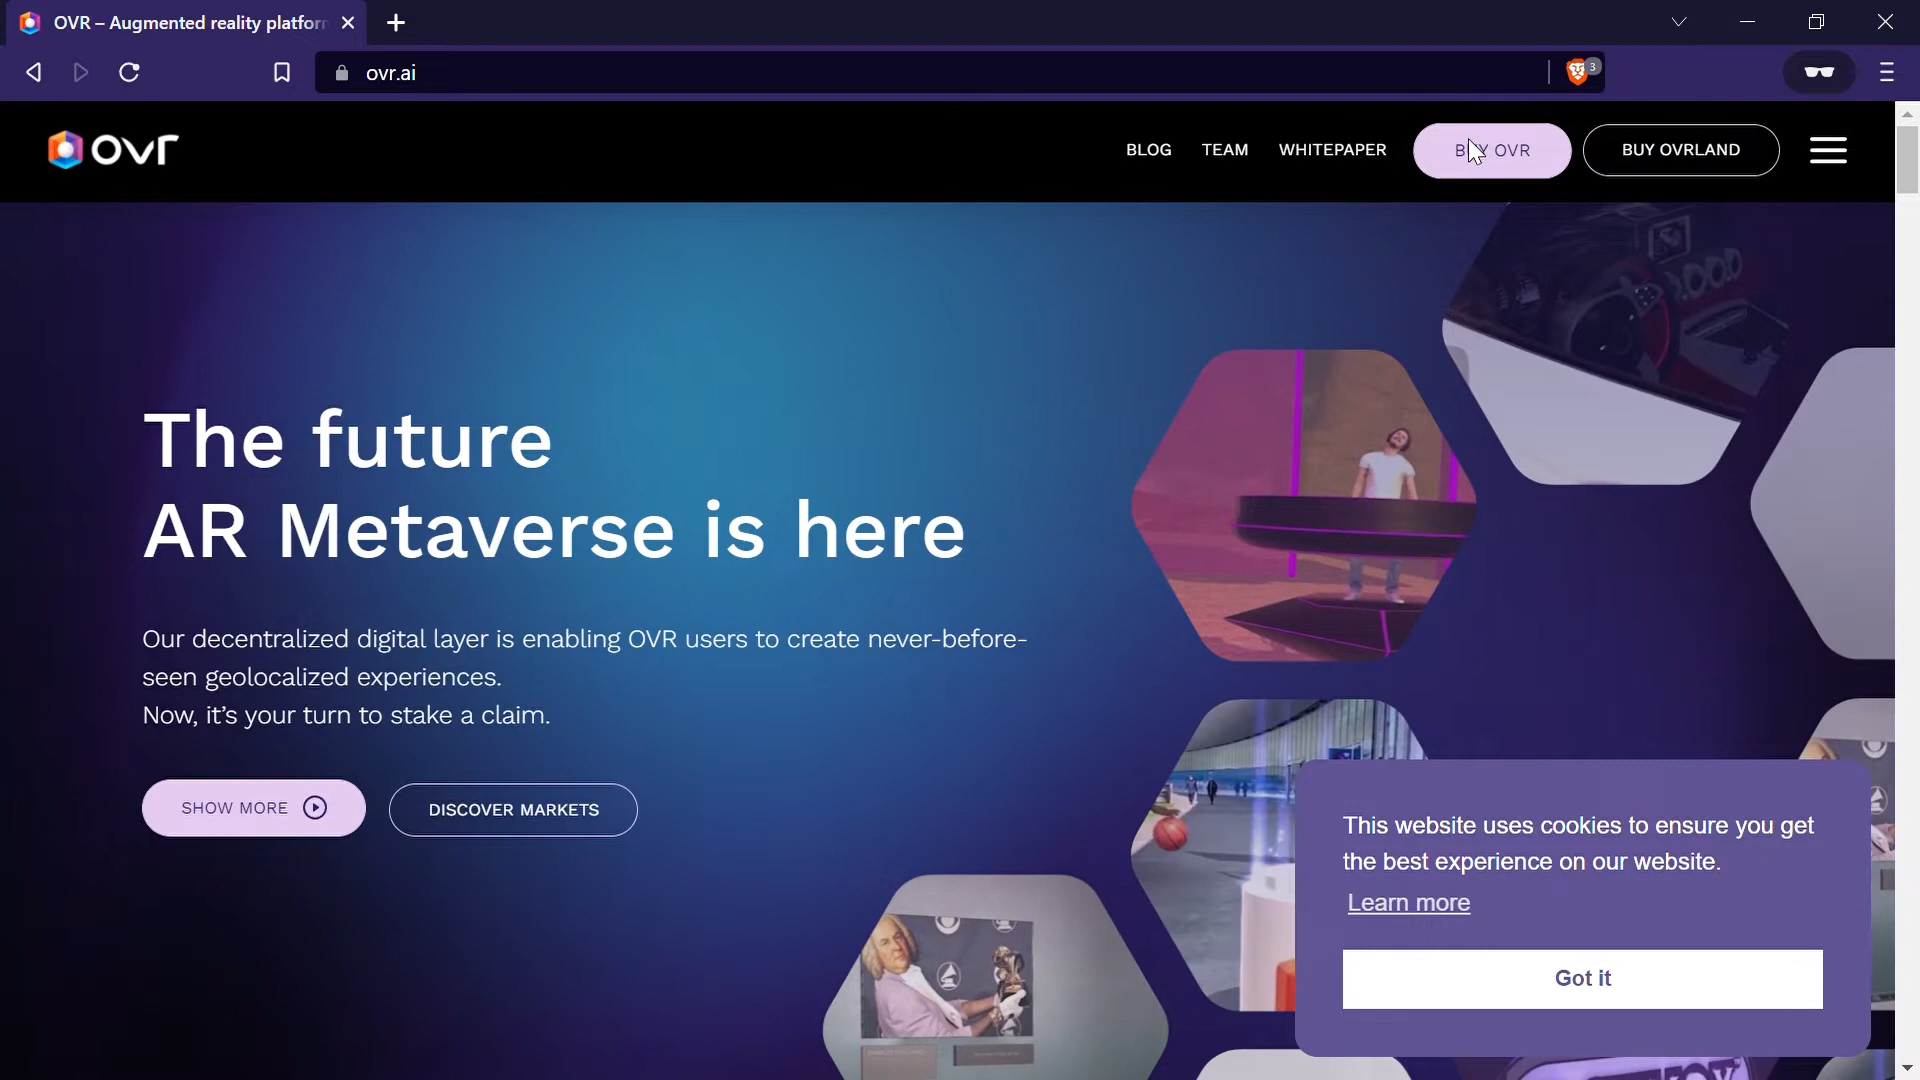 OVR – Augmented reality platfor
ovr.ai
3
ovr
BLOG
TEAM
WHITEPAPER
BUY OVR
BUY OVRLAND
The future
AR Metaverse is here
Our decentralized digital layer is enabling OVR users to create never-before-
seen geolocalized experiences.
Now, it's your turn to stake a claim.
SHOW MORE
DISCOVER MARKETS
This website uses cookies to ensure you get
the best experience on our website.
Learn more
Got it